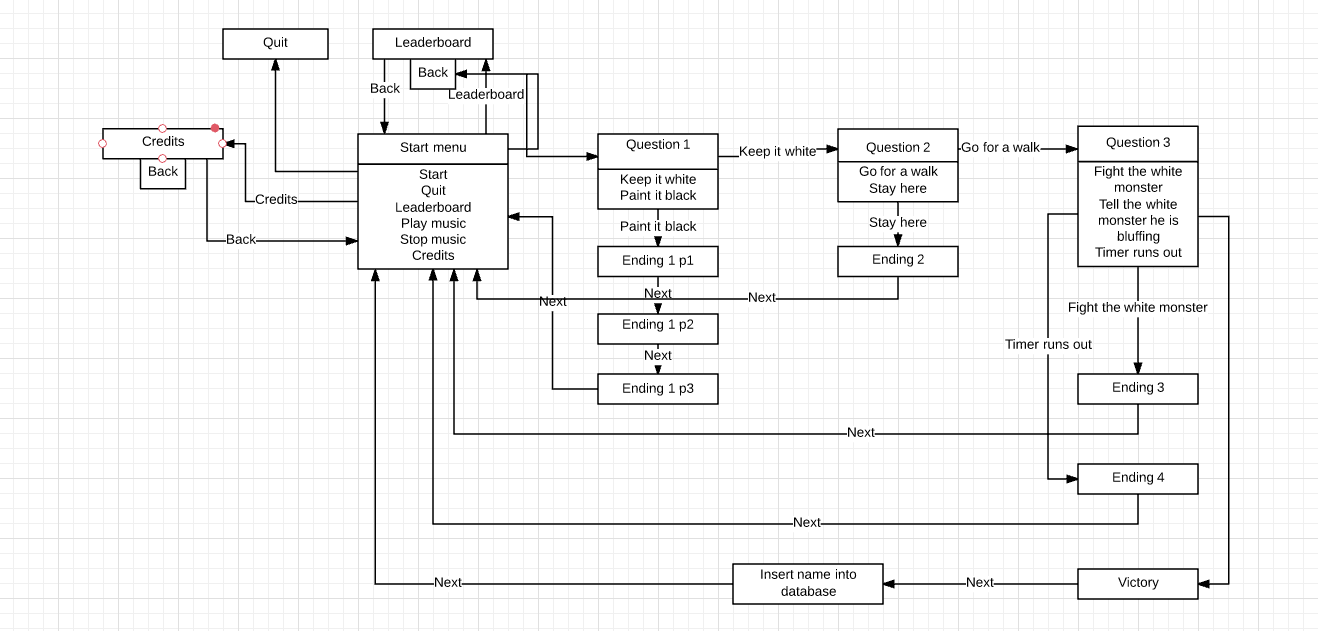 Quit
Leaderboard
Back
Back
Leaderboard
Credits
Back
Credits
Back
Start menu
Start
Quit
Leaderboard
Play music
Stop music
Credits
Question 1
Keep it white
Paint it black
Keep it white
Question 2
Go for a walk
Stay here
Go for a walk
Question 3
Fight the white
monster
Tell the white
monster he is
bluffing
Timer runs out
Paint it black
Stay here
Ending 1 p1
Ending 2
Next
Next
Next
Fight the white monster
Ending 1 p2
Timer runs out
Next
Ending 1 p3
Ending 3
Next
Ending 4
Next
Next
Insert name into
database
Next
Victory